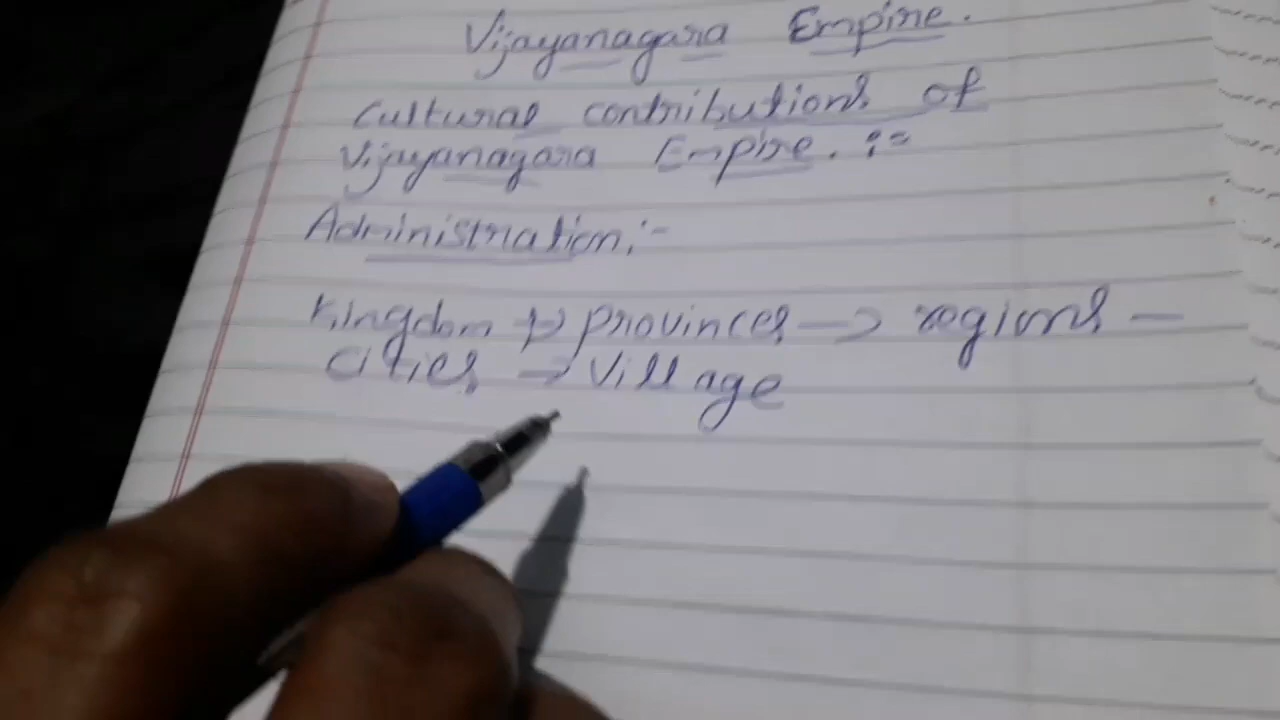 Vijayanagara Empire.
Cultural contributions of
Vijayanagara Empire. :=
Administration:-
Kingdom → provinces → regions —
Cities → Village